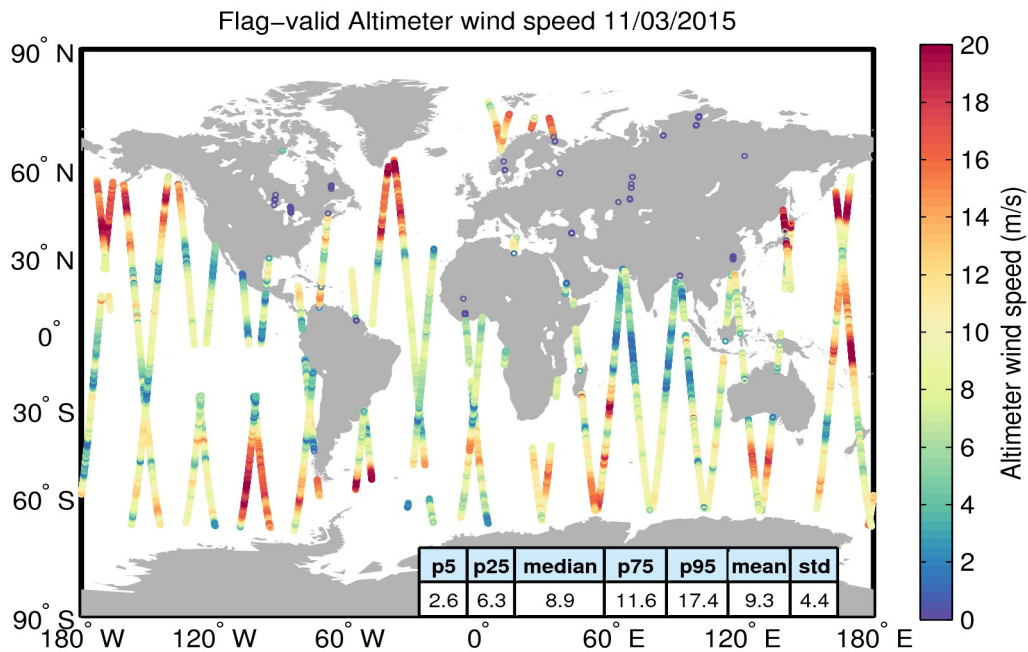 Flag−valid Altimeter wind speed 11/03/2015
90° N
60° N
30° N
0°
30° S
60° S
90° S
180° W
120° W
60° W
0°
60° E
120° E
180° E
p5 p25 median p75 p95 mean std
2.6 6.3 8.9 11.6 17.4 9.3 4.4
20
18
16
14
12
10
8
6
4
2
0
Altimeter wind speed (m/s)